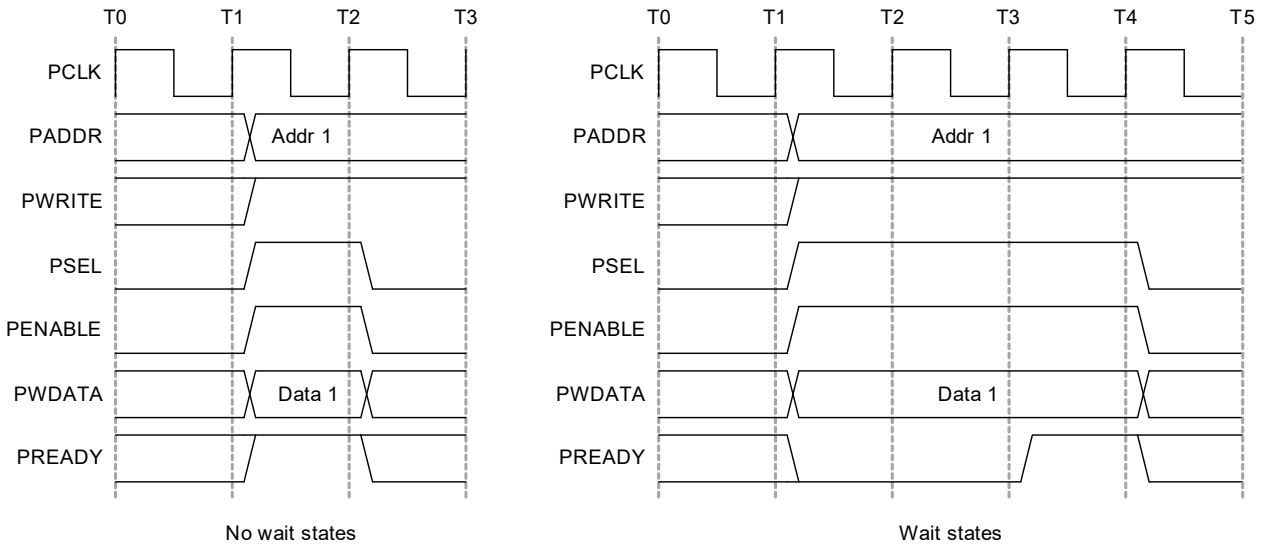 T0 T1 T2 T3
PCLK
PADDR Addr 1
PWRITE
PSEL
PENABLE
PWDATA Data 1
PREADY
No wait states
T0 T1 T2 T3 T4 T5
PCLK
PADDR Addr 1
PWRITE
PSEL
PENABLE
PWDATA Data 1
PREADY
Wait states